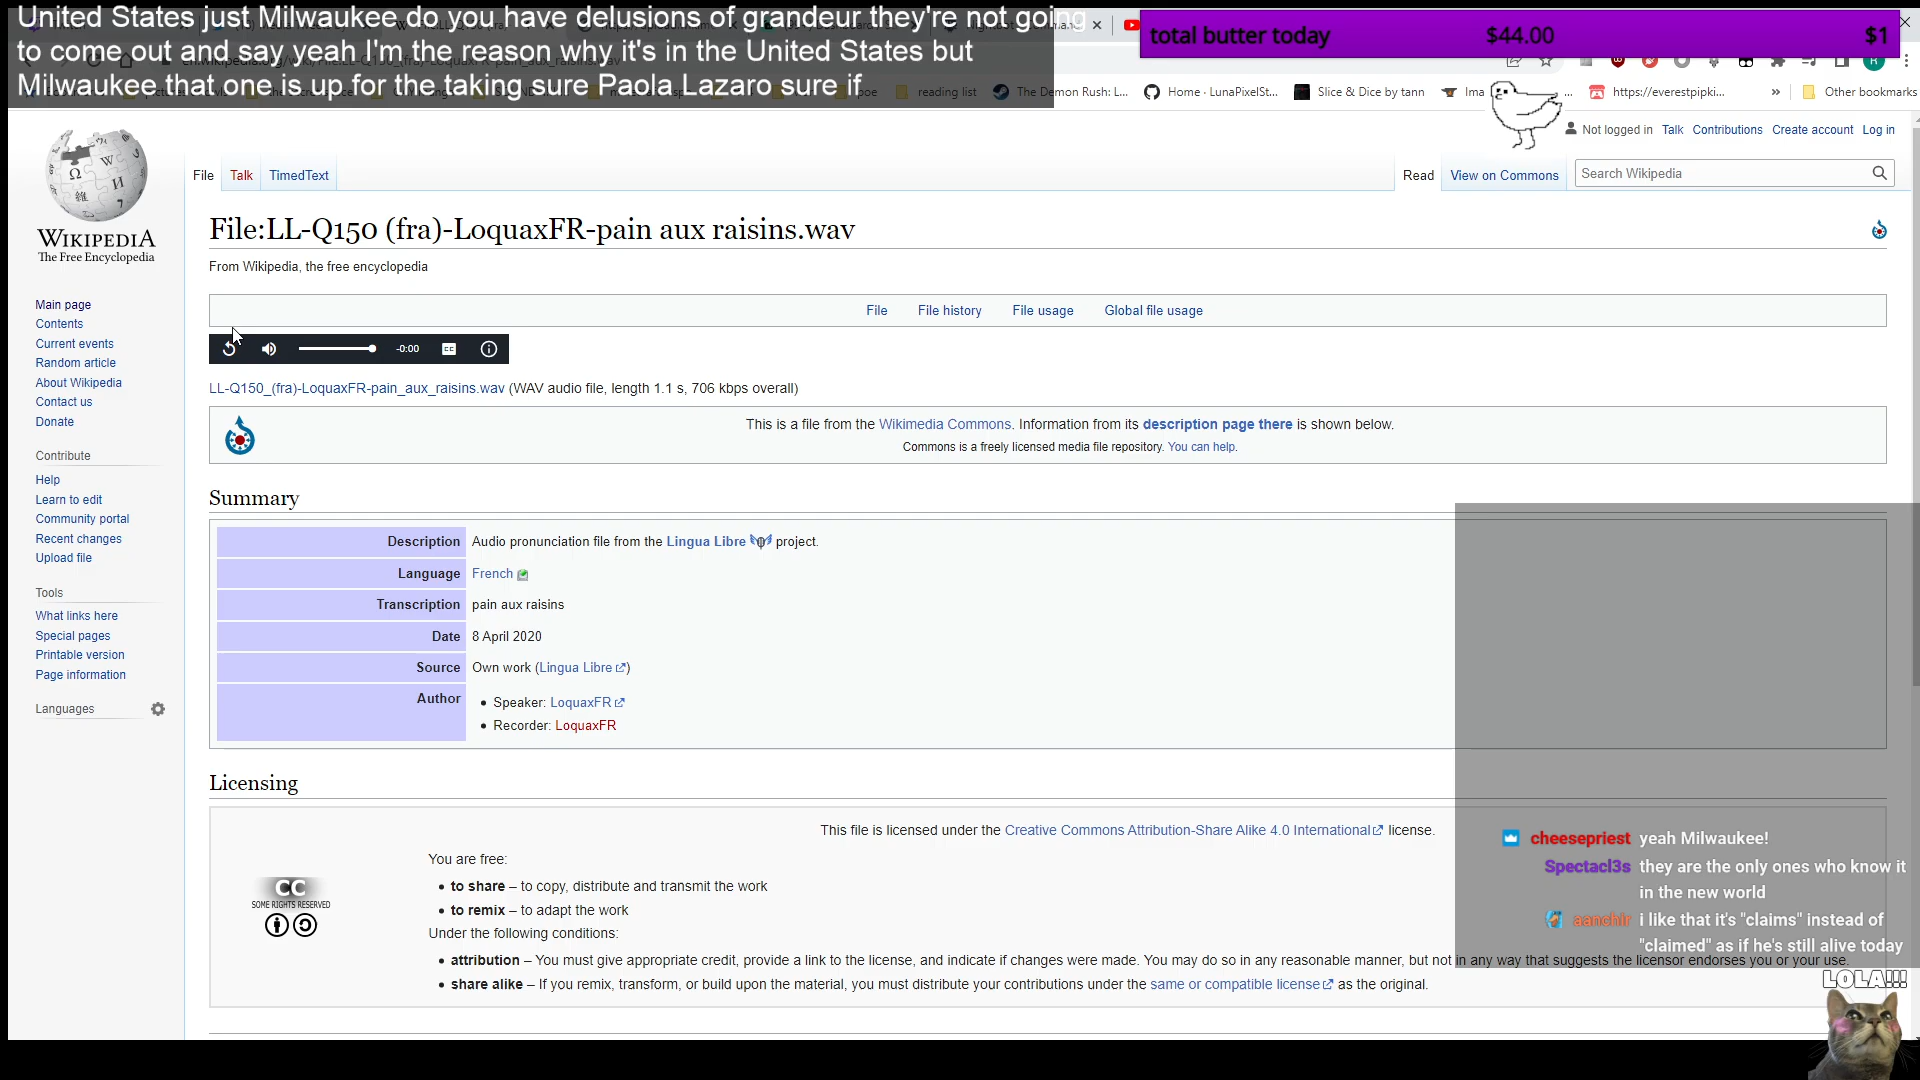 United States just Milwaukee do you have delusions of grandeur they're not going
to come out and say yeah I'm the reason why it's in the United States but
Milwaukee that one is up for the taking sure Paola Lazaro sure if
total butter today $44.00 $1
reading list The Demon Rush: L... Home · LunaPixelSt... Slice & Dice by tann https://everestpipki... » Other bookmarks
Not logged in Talk Contributions Create account Log in
File Talk TimedText Read View on Commons Search Wikipedia
WIKIPEDIA
The Free Encyclopedia
Main page
Contents
Current events
Random article
About Wikipedia
Contact us
Donate
Contribute
Help
Learn to edit
Community portal
Recent changes
Upload file
Tools
What links here
Special pages
Printable version
Page information
Languages
File:LL-Q150 (fra)-LoquaxFR-pain aux raisins.wav
From Wikipedia, the free encyclopedia
File File history File usage Global file usage
-0:00 CC
LL-Q150_(fra)-LoquaxFR-pain_aux_raisins.wav (WAV audio file, length 1.1 s, 706 kbps overall)
This is a file from the Wikimedia Commons. Information from its description page there is shown below.
Commons is a freely licensed media file repository. You can help.
Summary
Description Audio pronunciation file from the Lingua Libre project.
Language French
Transcription pain aux raisins
Date 8 April 2020
Source Own work (Lingua Libre)
Author • Speaker: LoquaxFR
• Recorder: LoquaxFR
Licensing
This file is licensed under the Creative Commons Attribution-Share Alike 4.0 International license.
CC
SOME RIGHTS RESERVED
You are free:
• to share – to copy, distribute and transmit the work
• to remix – to adapt the work
Under the following conditions:
• attribution – You must give appropriate credit, provide a link to the license, and indicate if changes were made. You may do so in any reasonable manner, but not in any way that suggests the licensor endorses you or your use.
• share alike – If you remix, transform, or build upon the material, you must distribute your contributions under the same or compatible license as the original.
cheesepriest yeah Milwaukee!
Spectacl3s they are the only ones who know it
in the new world
aanchir i like that it's "claims" instead of
"claimed" as if he's still alive today
LOLA!!!